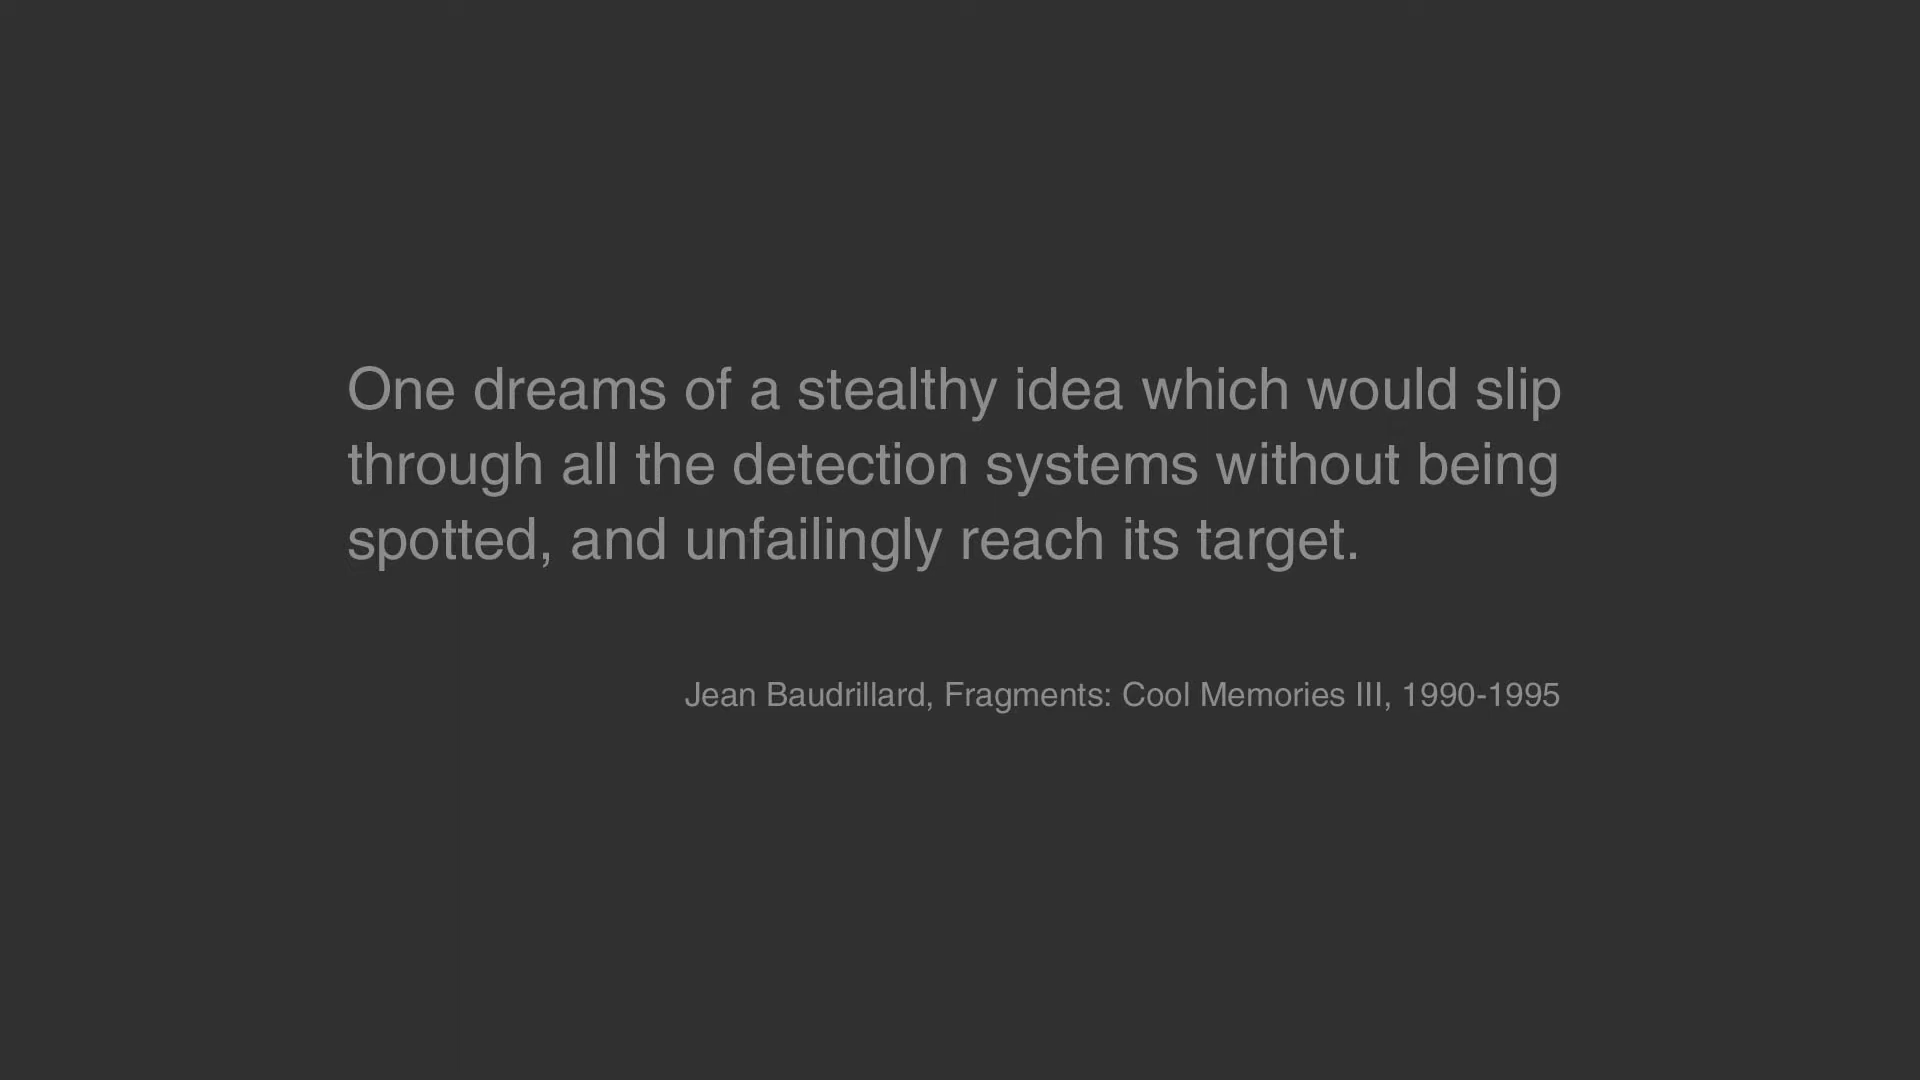 One dreams of a stealthy idea which would slip
through all the detection systems without being
spotted, and unfailingly reach its target.
Jean Baudrillard, Fragments: Cool Memories III, 1990-1995